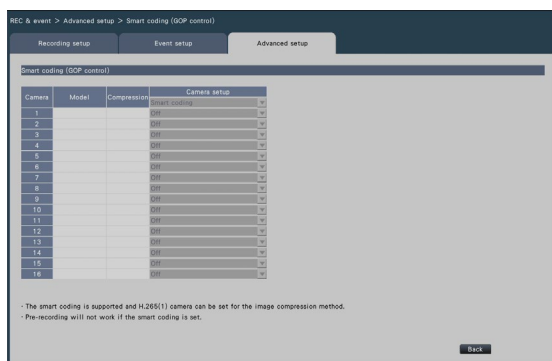 REC & event > Advanced setup > Smart coding (GOP control)
Recording setup Event setup Advanced setup
Smart coding (GOP control)
Camera Model Compression Camera setup
Smart coding
1 Off
2 Off
3 Off
4 Off
5 Off
6 Off
7 Off
8 Off
9 Off
10 Off
11 Off
12 Off
13 Off
14 Off
15 Off
16 Off
・The smart coding is supported and H.265(1) camera can be set for the image compression method.
・Pre-recording will not work if the smart coding is set.
Back